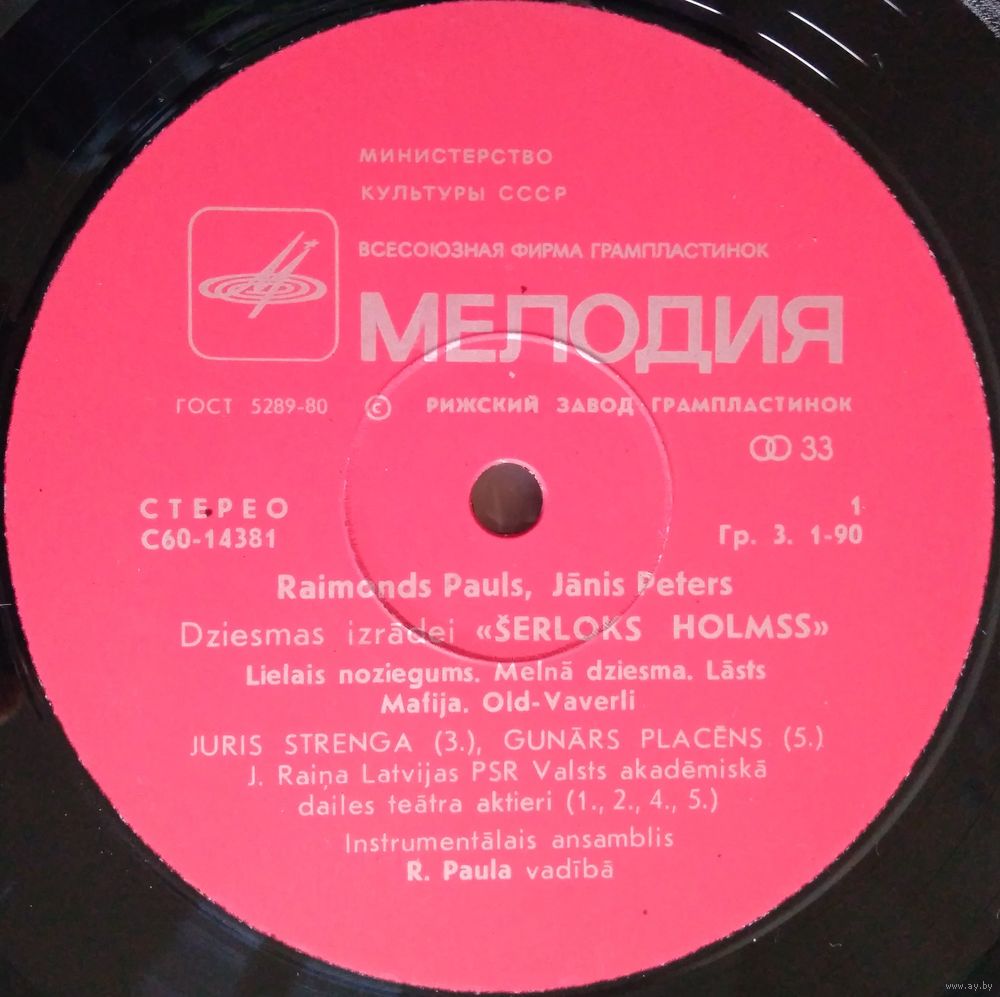 МИНИСТЕРСТВО
КУЛЬТУРЫ СССР
ВСЕСОЮЗНАЯ ФИРМА ГРАМПЛАСТИНОК
МЕЛОДИЯ
ГОСТ 5289-80 © РИЖСКИЙ ЗАВОД ГРАМПЛАСТИНОК
33
СТЕРЕО 1
С60-14381 Гр. 3. 1-90
Raimonds Pauls, Jānis Peters
Dziesmas izrādei «ŠERLOKS HOLMSS»
Lielais noziegums. Melnā dziesma. Lāsts
Mafija. Old-Vaverli
JURIS STRENGA (3.), GUNĀRS PLACĒNS (5.)
J. Raiņa Latvijas PSR Valsts akadēmiskā
dailes teātra aktieri (1., 2., 4., 5.)
Instrumentālais ansamblis
R. Paula vadībā
www.ay.by